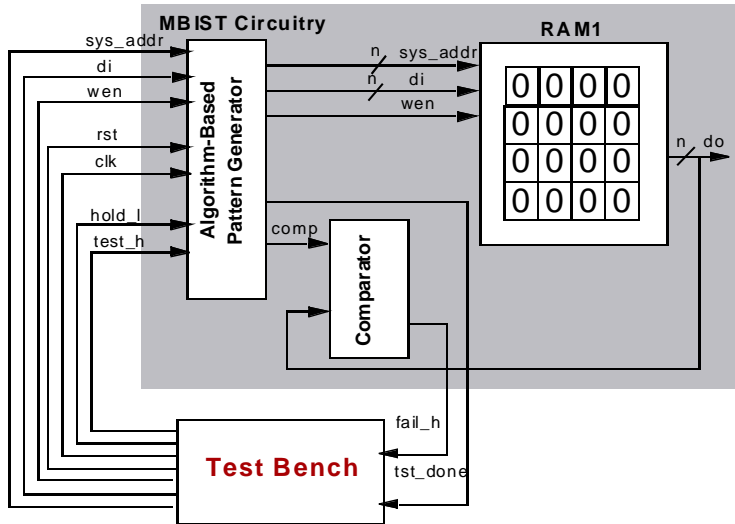 MBIST Circuitry
RAM1
sys_addr
di
wen
rst
clk
hold_l
test_h
Algorithm-Based
Pattern Generator
n
sys_addr
n
di
wen
0 0 0 0
0 0 0 0
0 0 0 0
0 0 0 0
n
do
comp
Comparator
fail_h
tst_done
Test Bench